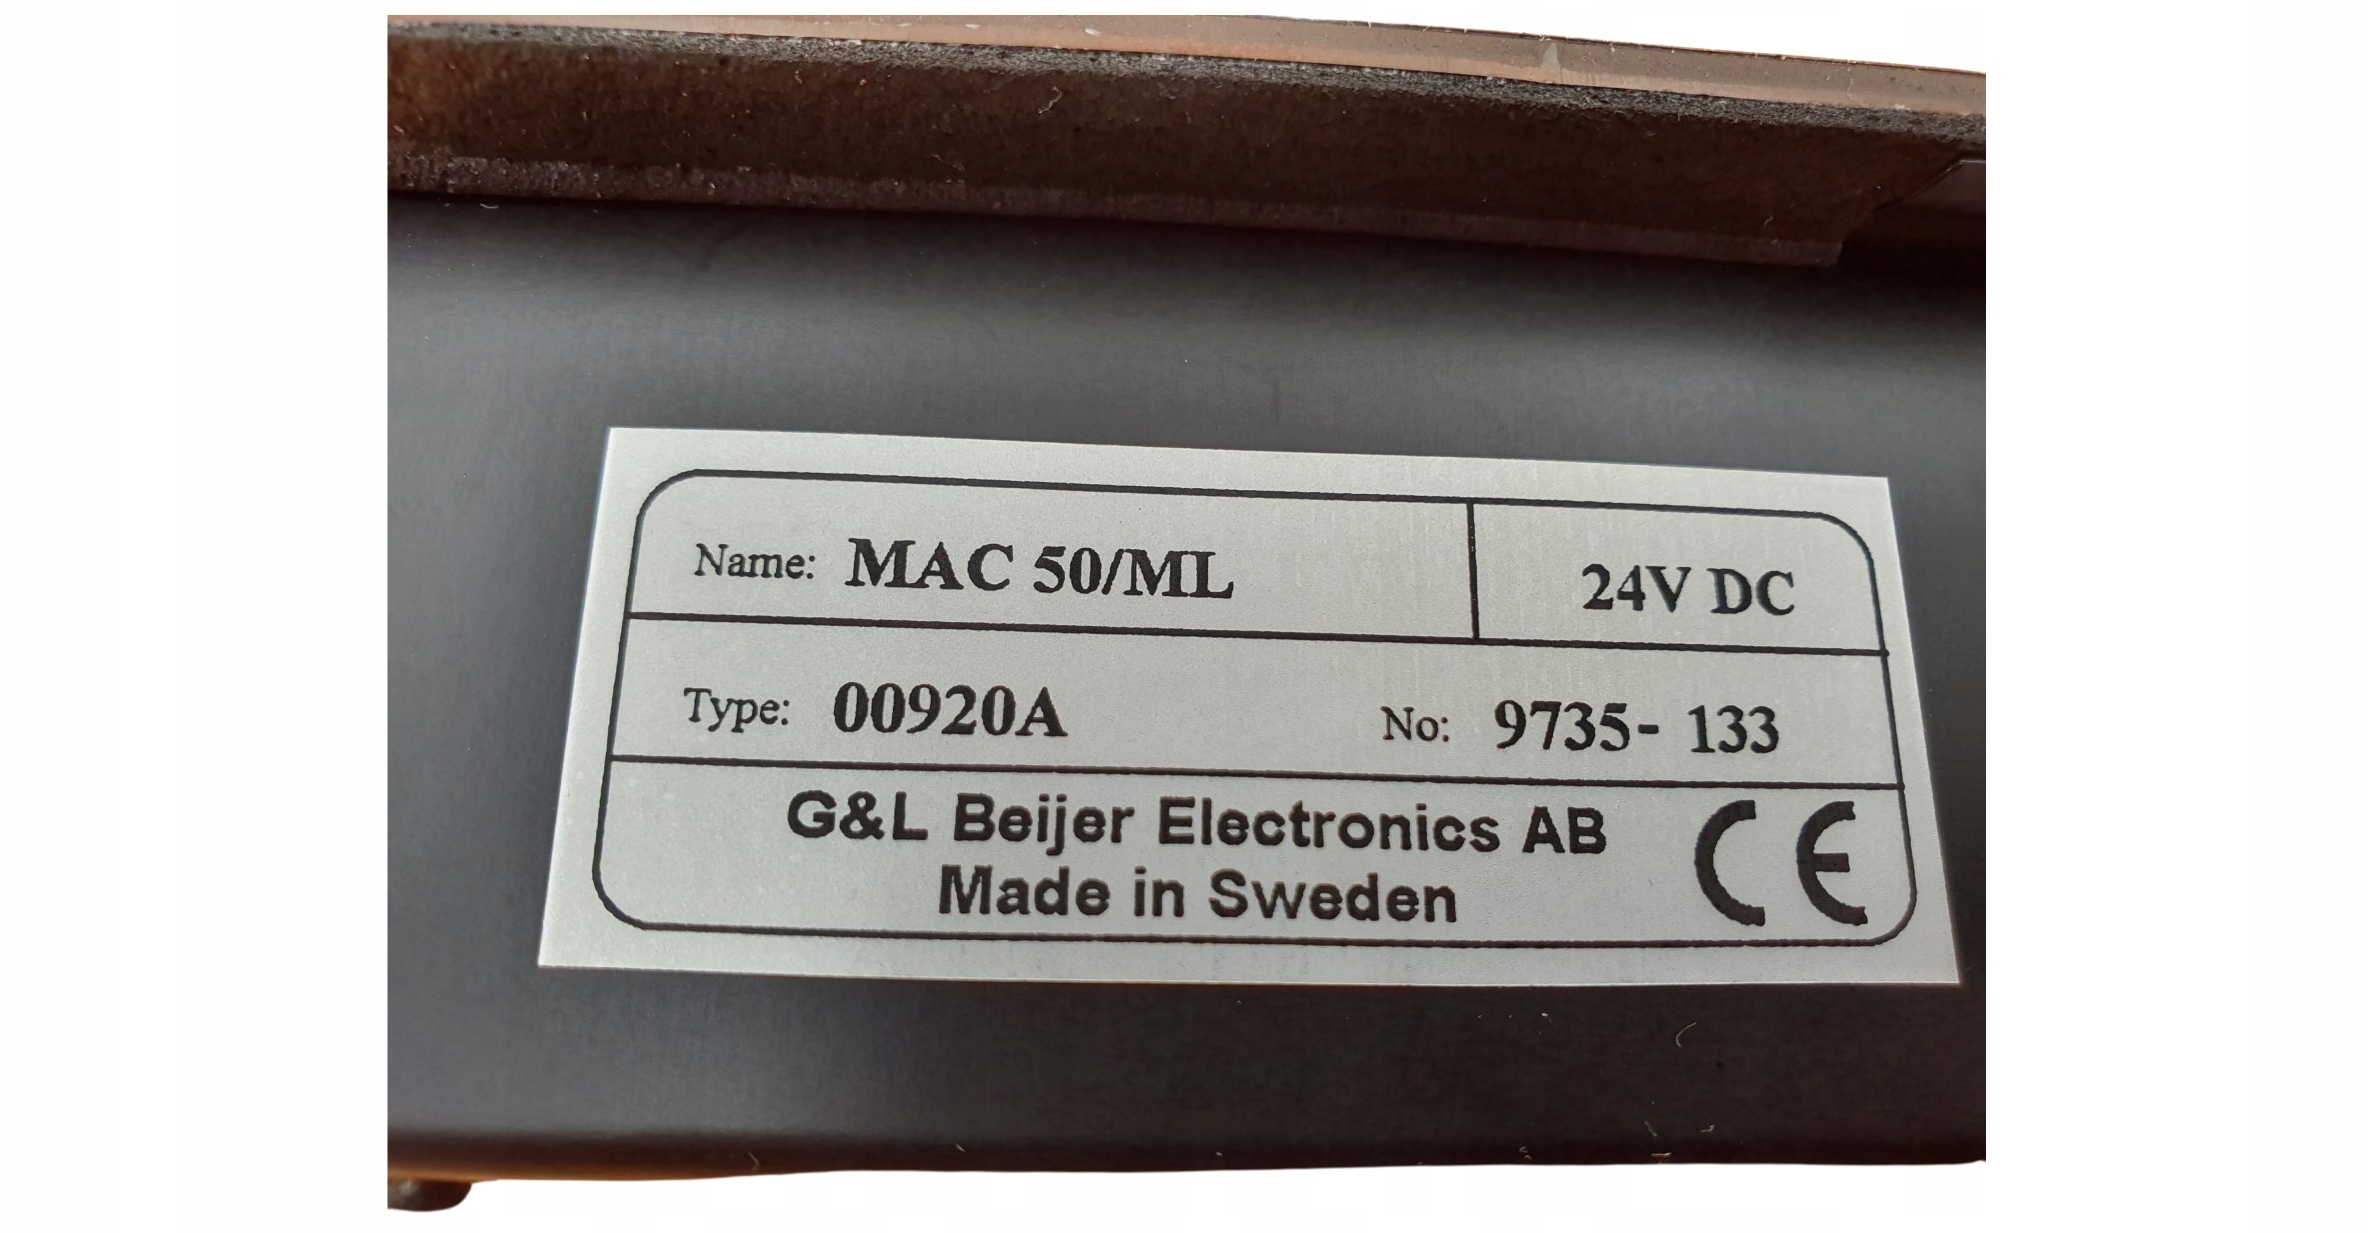 Name: MAC 50/ML 24V DC
Type: 00920A No: 9735- 133
G&L Beijer Electronics AB
Made in Sweden CE